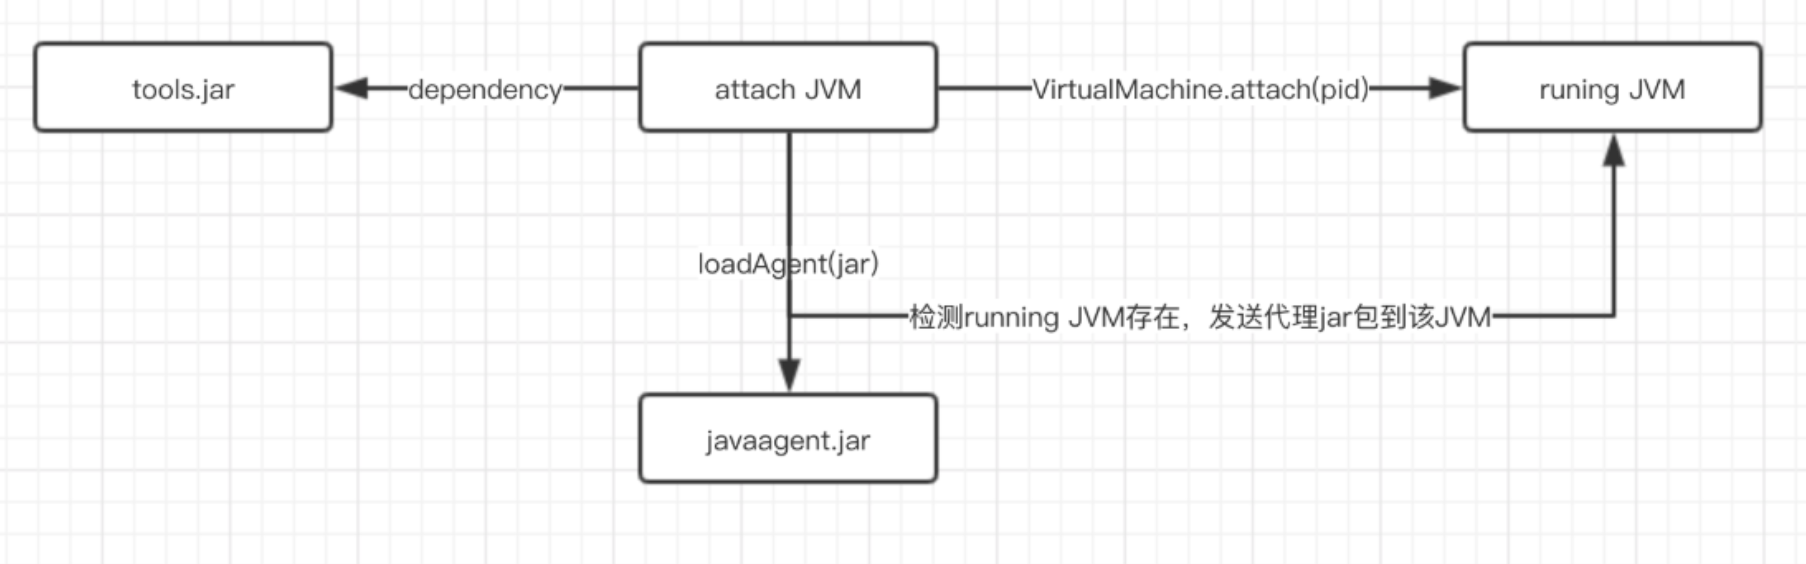 tools.jar
dependency
attach JVM
VirtualMachine.attach(pid)
runing JVM
loadAgent(jar)
检测running JVM存在，发送代理jar包到该JVM
javaagent.jar